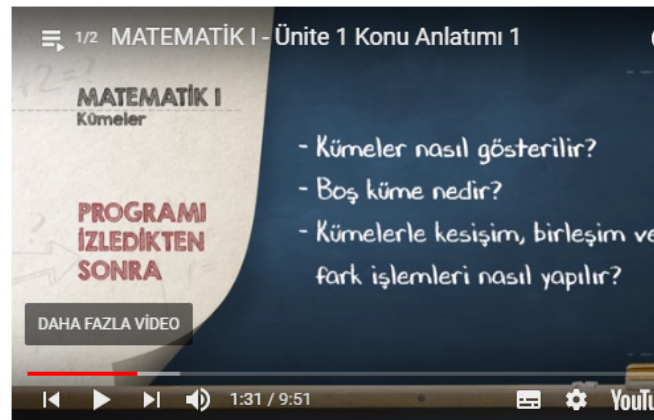 1/2 MATEMATİK I - Ünite 1 Konu Anlatımı 1
MATEMATİK I
Kümeler
PROGRAMI
İZLEDİKTEN
SONRA
- Kümeler nasıl gösterilir?
- Boş küme nedir?
- Kümelerle kesişim, birleşim ve
fark işlemleri nasıl yapılır?
DAHA FAZLA VİDEO
1:31 / 9:51
YouTu